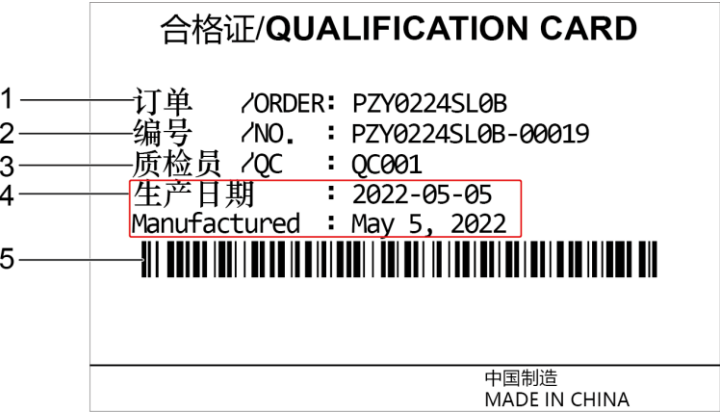 合格证/QUALIFICATION CARD
1 订单 /ORDER: PZY0224SL0B
2 编号 /NO. : PZY0224SL0B-00019
3 质检员 /QC : QC001
4 生产日期 : 2022-05-05
Manufactured : May 5, 2022
5
中国制造
MADE IN CHINA